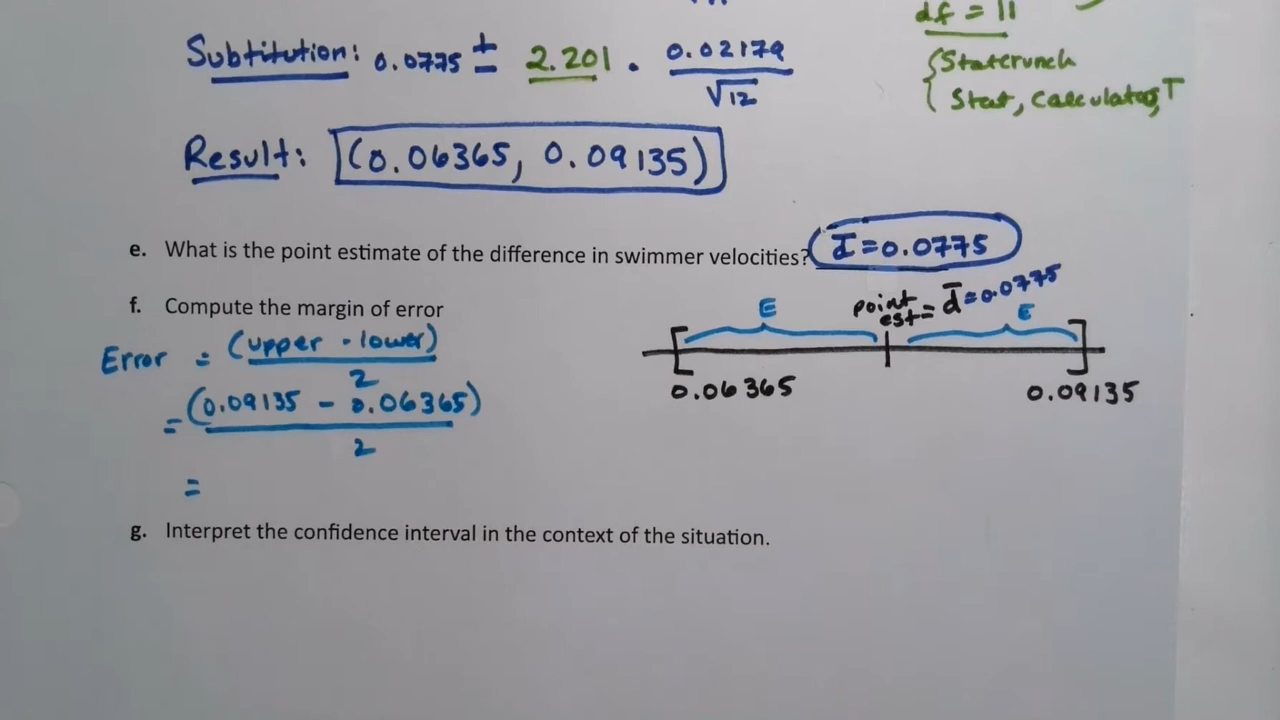 df = 11
Subtitution: 0.0775 ± 2.201 · 0.02179
√12
{Statcrunch
Stat, Calculators, T
Result: (0.06365, 0.09135)
e. What is the point estimate of the difference in swimmer velocities? d̄=0.0775
f. Compute the margin of error
E point est = d̄=0.0775 E
Error = (upper - lower)
2
0.06365 0.09135
= (0.09135 - 0.06365)
2
=
g. Interpret the confidence interval in the context of the situation.